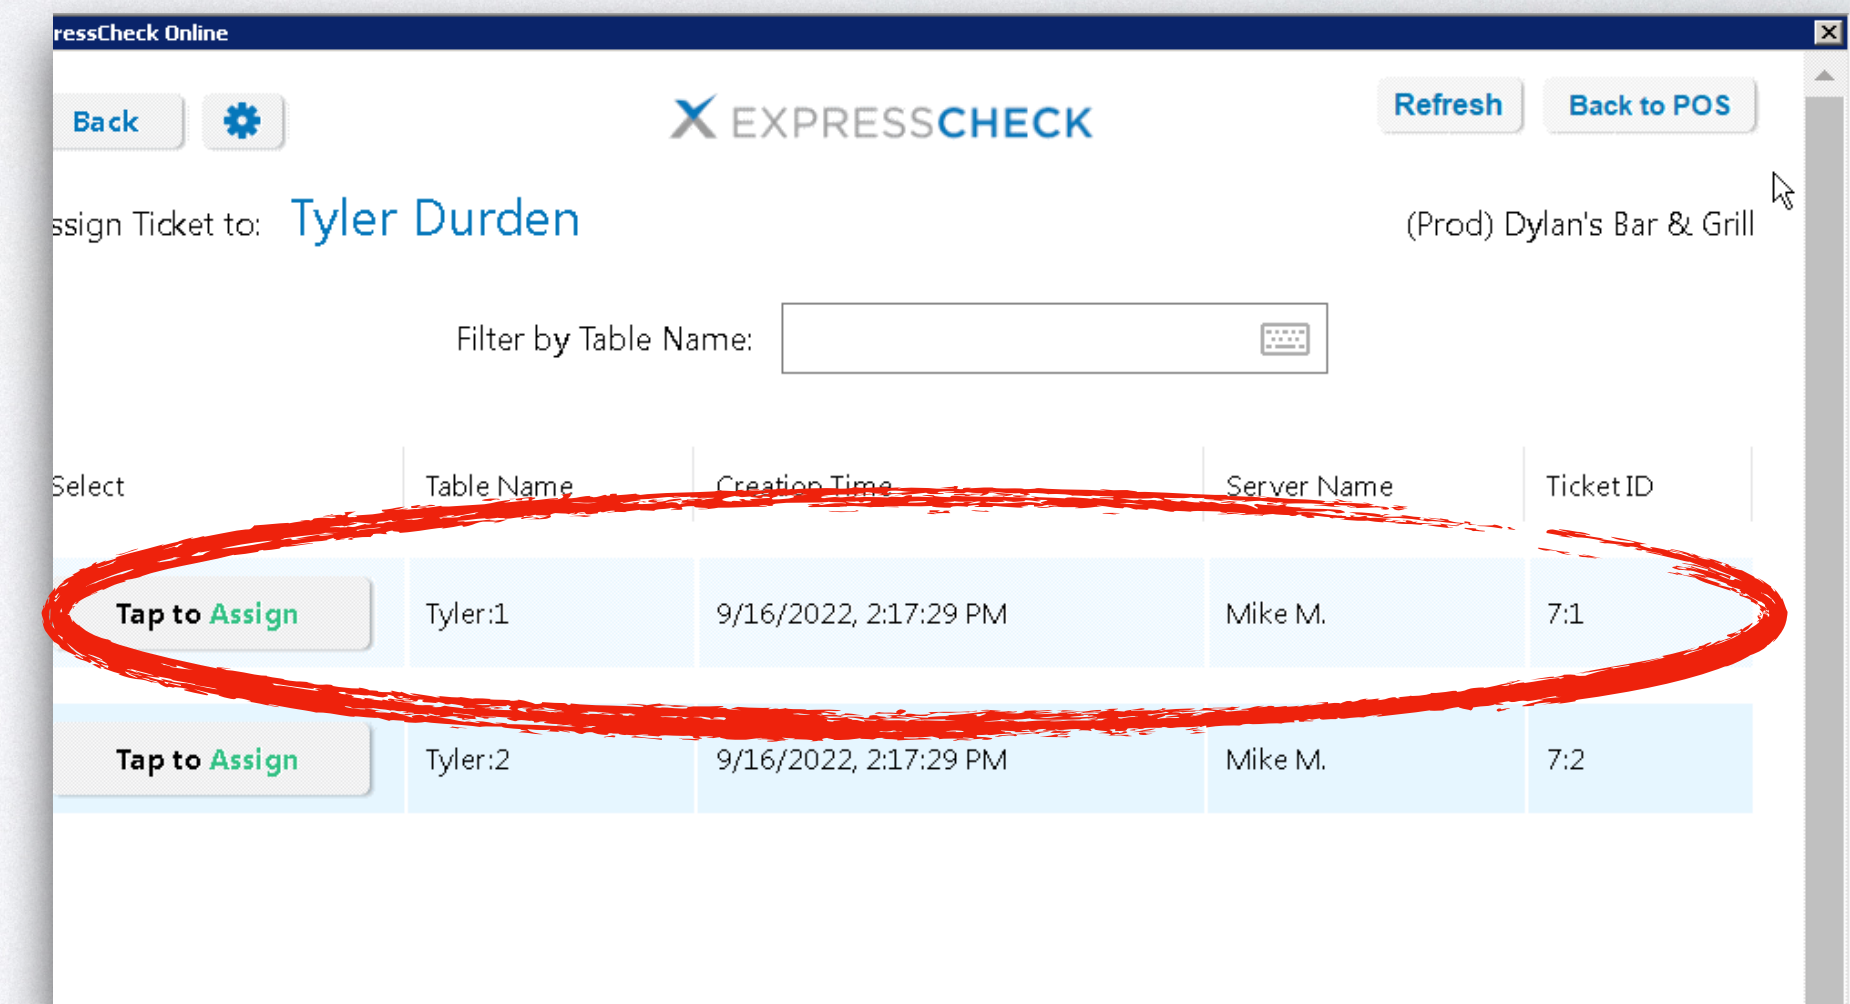 ressCheck Online
Back
EXPRESSCHECK
Refresh
Back to POS
ssign Ticket to: Tyler Durden
(Prod) Dylan's Bar & Grill
Filter by Table Name:
Select Table Name Creation Time Server Name Ticket ID
Tap to Assign Tyler:1 9/16/2022, 2:17:29 PM Mike M. 7:1
Tap to Assign Tyler:2 9/16/2022, 2:17:29 PM Mike M. 7:2